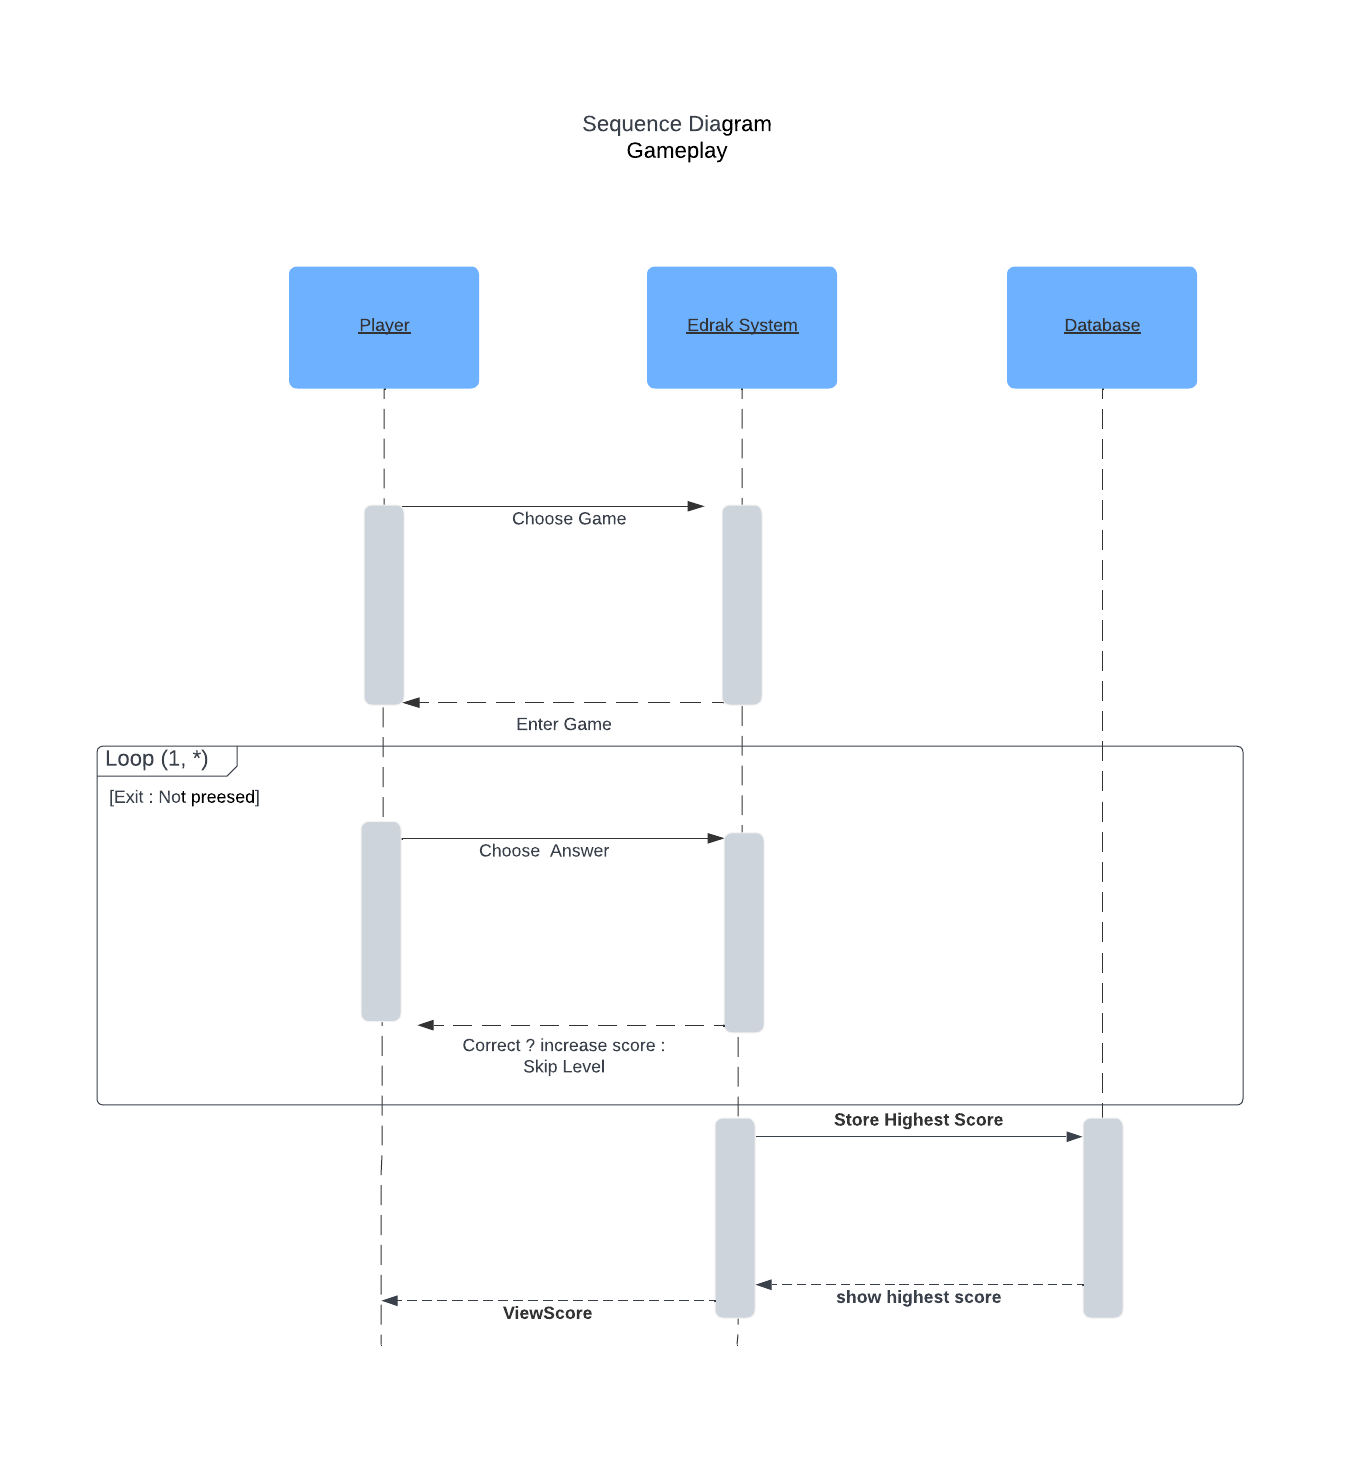 Sequence Diagram
Gameplay
Player
Edrak System
Database
Choose Game
Enter Game
Loop (1, *)
[Exit : Not preesed]
Choose  Answer
Correct ? increase score :
Skip Level
Store Highest Score
show highest score
ViewScore